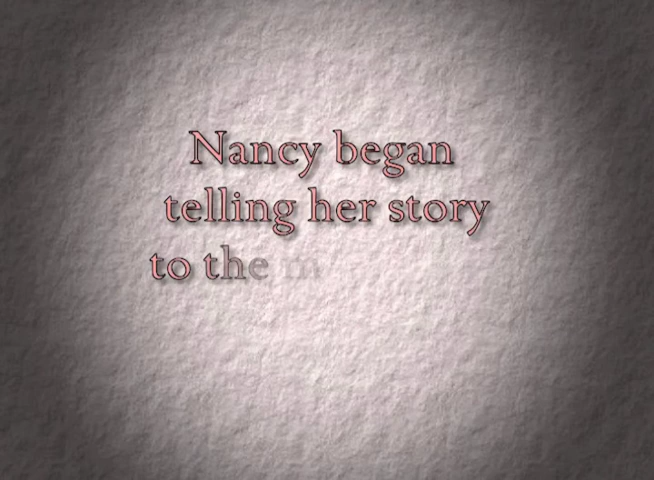 Nancy began
telling her story
to the